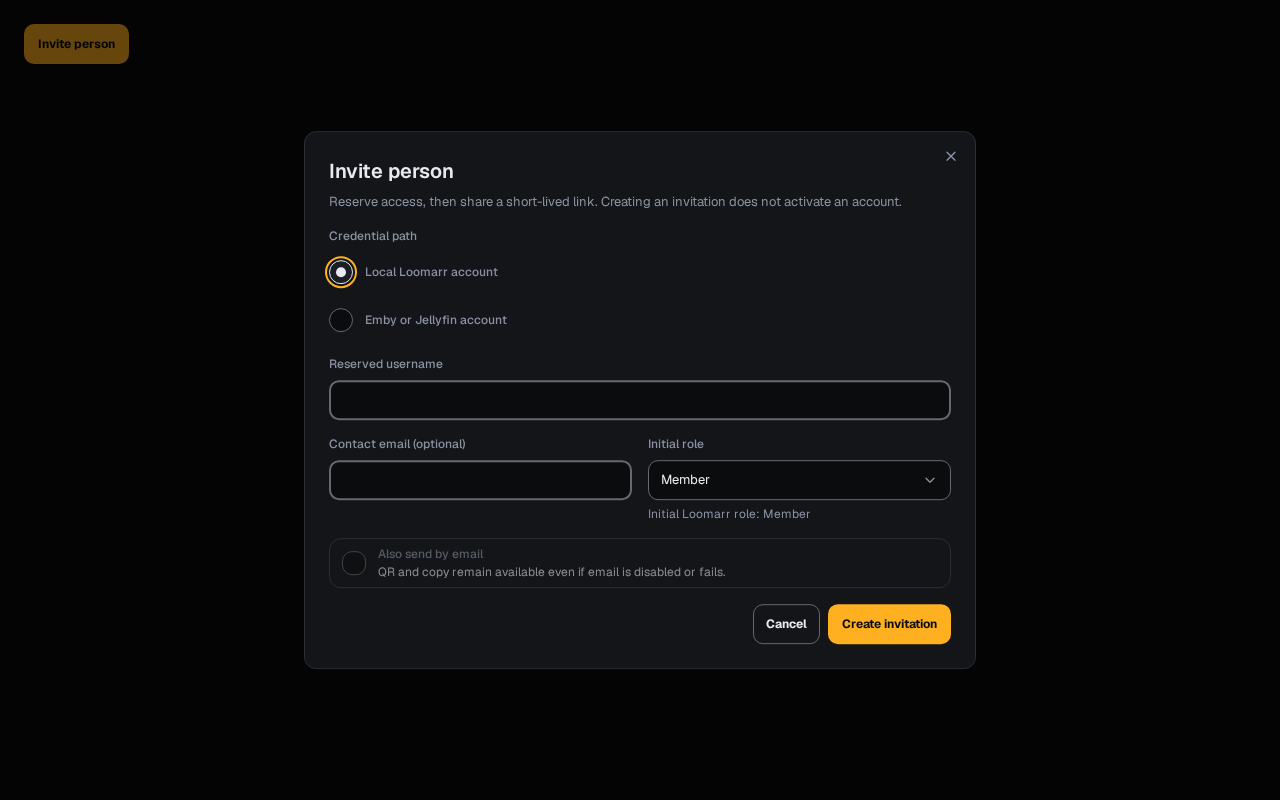 Invite person
Invite person
Reserve access, then share a short-lived link. Creating an invitation does not activate an account.
Credential path
Local Loomarr account
Emby or Jellyfin account
Reserved username
Contact email (optional)
Initial role
Member
Initial Loomarr role: Member
Also send by email
QR and copy remain available even if email is disabled or fails.
Cancel
Create invitation